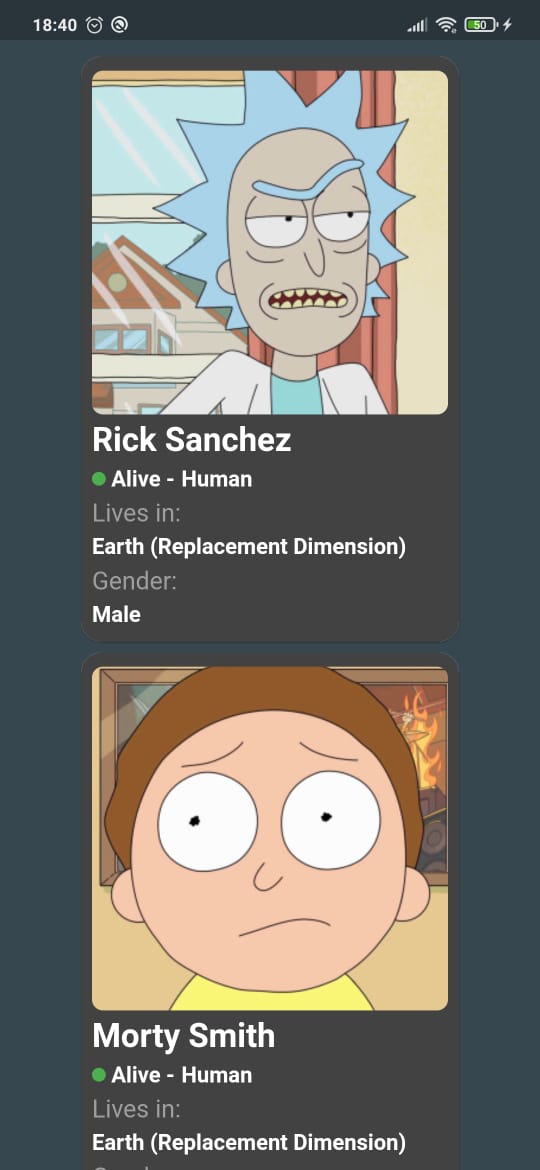 18:40
50
Rick Sanchez
Alive - Human
Lives in:
Earth (Replacement Dimension)
Gender:
Male
Morty Smith
Alive - Human
Lives in:
Earth (Replacement Dimension)